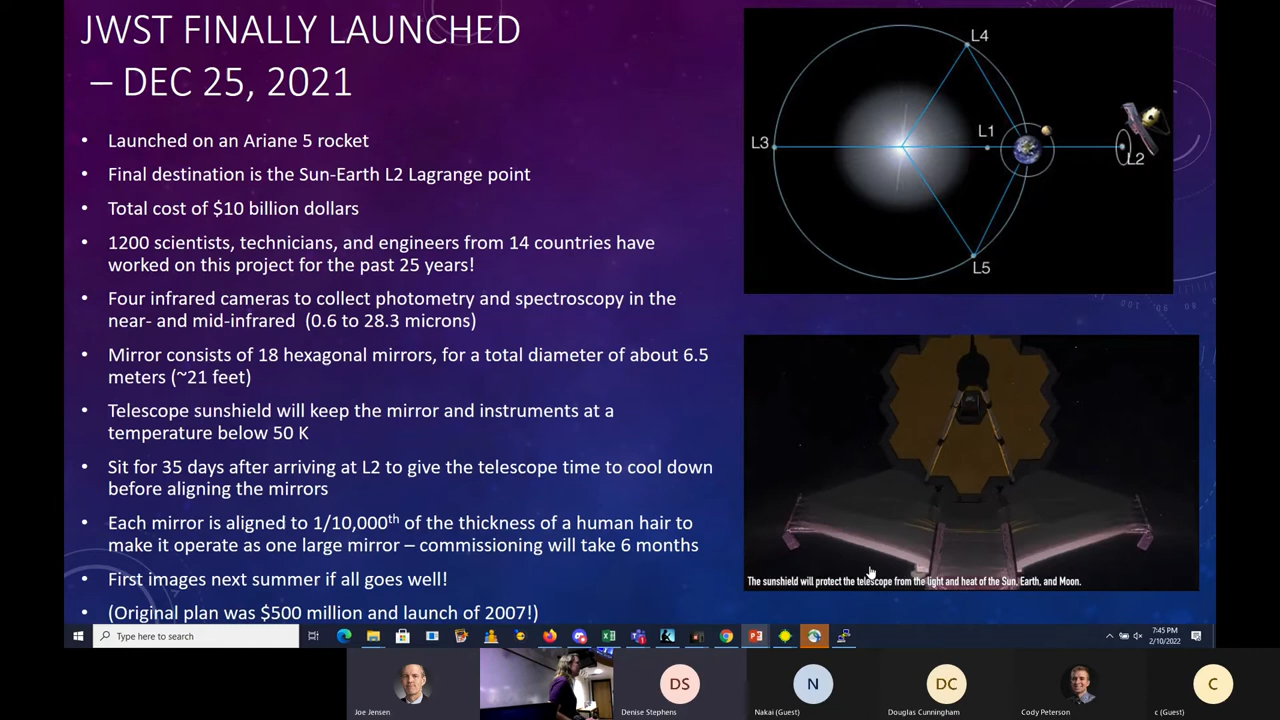 JWST FINALLY LAUNCHED
– DEC 25, 2021
• Launched on an Ariane 5 rocket
• Final destination is the Sun-Earth L2 Lagrange point
• Total cost of $10 billion dollars
• 1200 scientists, technicians, and engineers from 14 countries have
worked on this project for the past 25 years!
• Four infrared cameras to collect photometry and spectroscopy in the
near- and mid-infrared (0.6 to 28.3 microns)
• Mirror consists of 18 hexagonal mirrors, for a total diameter of about 6.5
meters (~21 feet)
• Telescope sunshield will keep the mirror and instruments at a
temperature below 50 K
• Sit for 35 days after arriving at L2 to give the telescope time to cool down
before aligning the mirrors
• Each mirror is aligned to 1/10,000th of the thickness of a human hair to
make it operate as one large mirror – commissioning will take 6 months
• First images next summer if all goes well!
• (Original plan was $500 million and launch of 2007!)
L4
L1
L3
L2
L5
The sunshield will protect the telescope from the light and heat of the Sun, Earth, and Moon.
Type here to search
7:45 PM
2/10/2022
DS
N
DC
C
Joe Jensen
Denise Stephens
Nakai (Guest)
Douglas Cunningham
Cody Peterson
c (Guest)